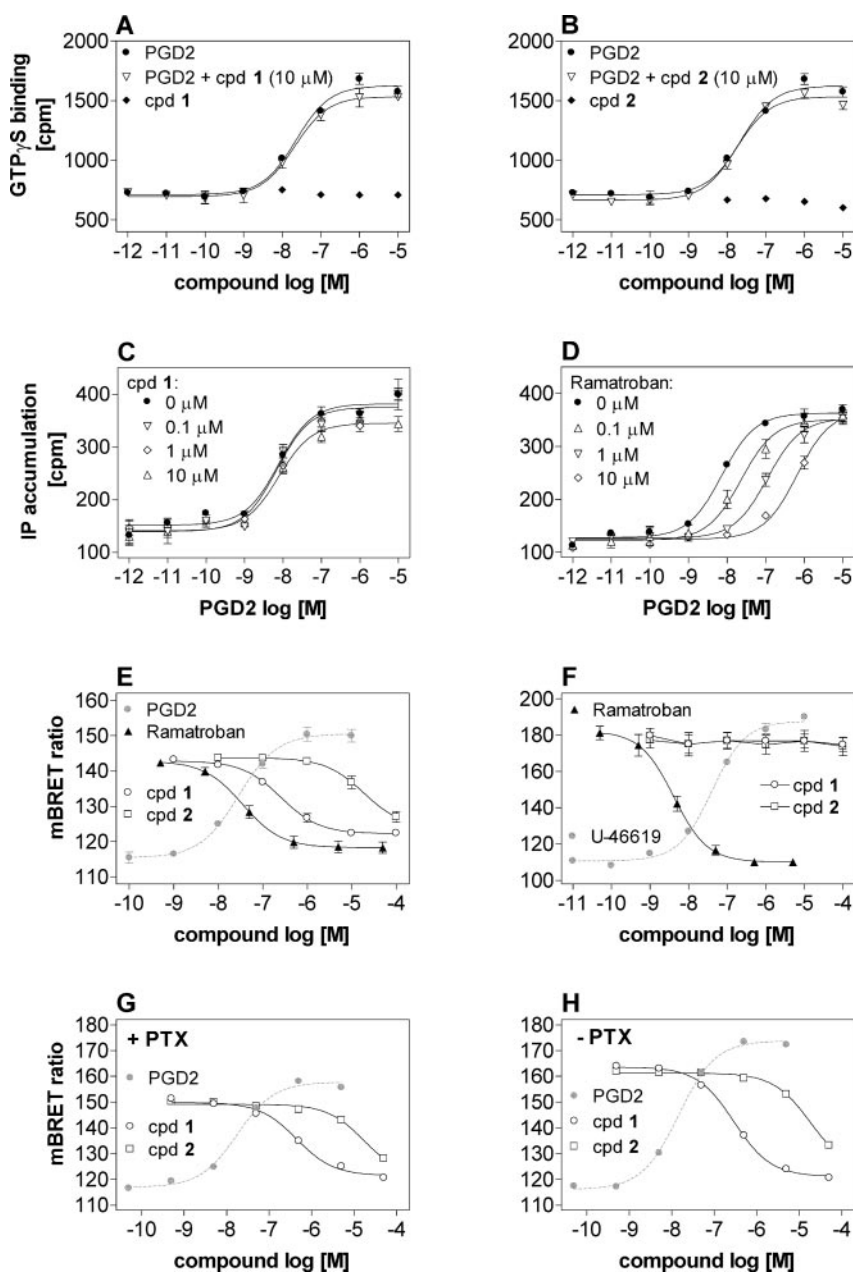 A
GTPγS binding
[cpm]
2000
1500
1000
500
PGD2
PGD2 + cpd 1 (10 μM)
cpd 1
-12 -11 -10 -9 -8 -7 -6 -5
compound log [M]
B
2000
1500
1000
500
PGD2
PGD2 + cpd 2 (10 μM)
cpd 2
-12 -11 -10 -9 -8 -7 -6 -5
compound log [M]
C
IP accumulation
[cpm]
400
300
200
100
cpd 1:
0 μM
0.1 μM
1 μM
10 μM
-12 -11 -10 -9 -8 -7 -6 -5
PGD2 log [M]
D
400
300
200
100
Ramatroban:
0 μM
0.1 μM
1 μM
10 μM
-12 -11 -10 -9 -8 -7 -6 -5
PGD2 log [M]
E
mBRET ratio
160
150
140
130
120
110
PGD2
Ramatroban
cpd 1
cpd 2
-10 -9 -8 -7 -6 -5 -4
compound log [M]
F
200
180
160
140
120
100
Ramatroban
cpd 1
cpd 2
U-46619
-11 -10 -9 -8 -7 -6 -5 -4
compound log [M]
G
mBRET ratio
180
170
160
150
140
130
120
110
+ PTX
PGD2
cpd 1
cpd 2
-10 -9 -8 -7 -6 -5 -4
compound log [M]
H
180
170
160
150
140
130
120
110
- PTX
PGD2
cpd 1
cpd 2
-10 -9 -8 -7 -6 -5 -4
compound log [M]